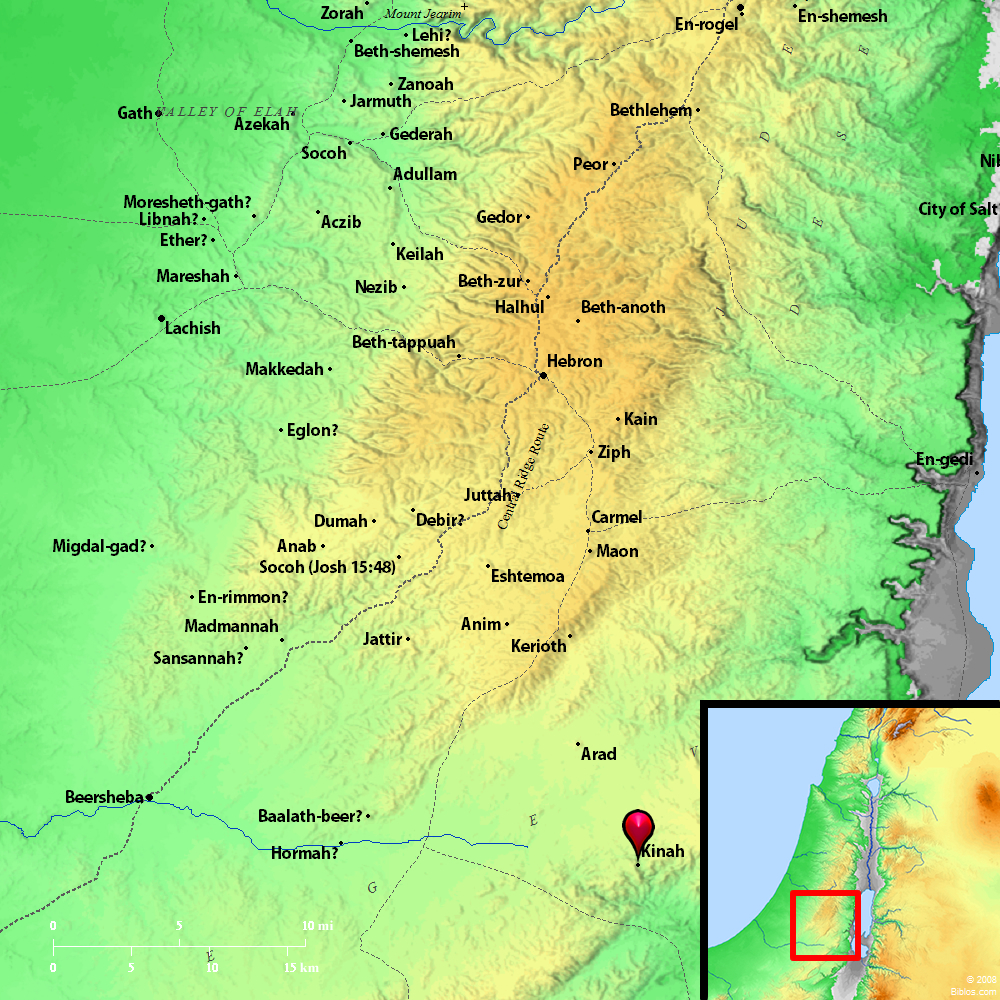 Zorah
Mount Jearim
En-rogel
En-shemesh
Lehi?
Beth-shemesh
Zanoah
Jarmuth
Gath
VALLEY OF ELAH
Azekah
Bethlehem
Gederah
Socoh
Peor
Nib
Adullam
Moresheth-gath?
Libnah?
Aczib
Gedor
City of Salt
Ether?
Keilah
Mareshah
Nezib
Beth-zur
Halhul
Beth-anoth
Lachish
Beth-tappuah
Hebron
Makkedah
Kain
Eglon?
Ziph
En-gedi
Central Ridge Route
Juttah
Dumah
Debir?
Carmel
Migdal-gad?
Anab
Maon
Socoh (Josh 15:48)
Eshtemoa
En-rimmon?
Madmannah
Anim
Jattir
Kerioth
Sansannah?
Arad
Beersheba
Baalath-beer?
Hormah?
Kinah
J U D E
D E S E
N E G E V
0 5 10 mi
0 5 10 15 km
© 2008
Biblos.com